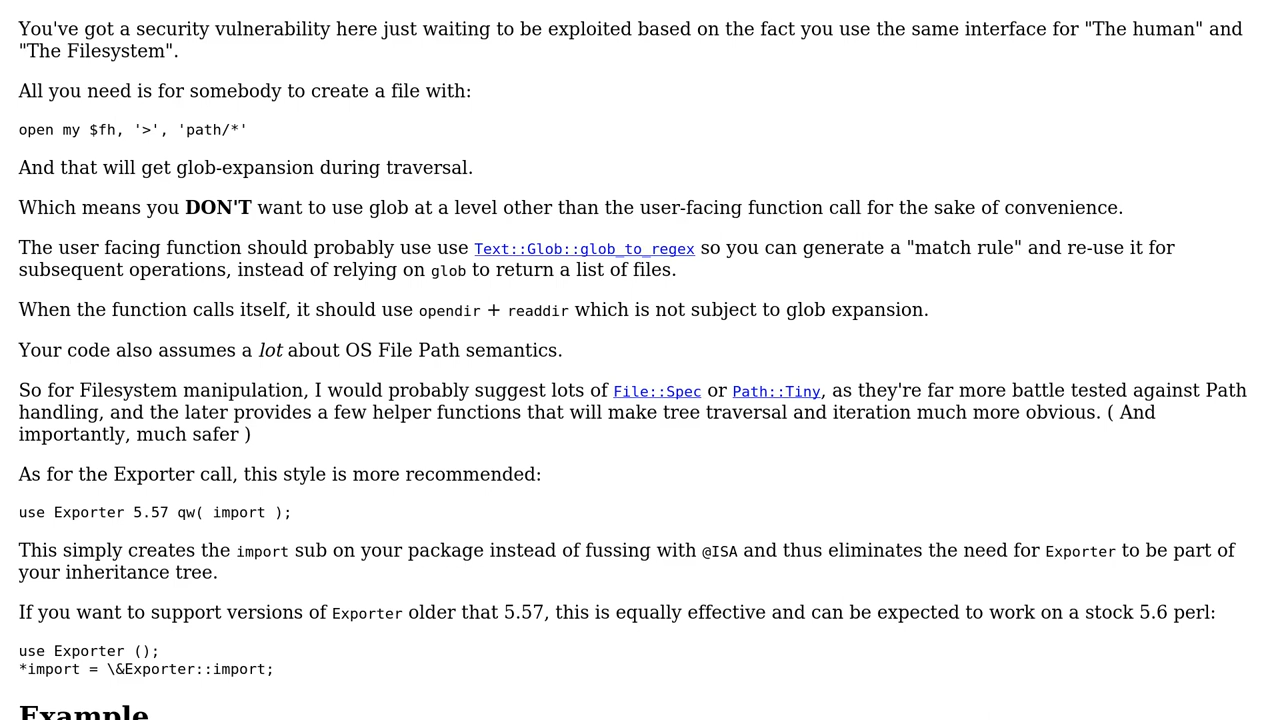 You've got a security vulnerability here just waiting to be exploited based on the fact you use the same interface for "The human" and
"The Filesystem".
All you need is for somebody to create a file with:
open my $fh, '>', 'path/*'
And that will get glob-expansion during traversal.
Which means you DON'T want to use glob at a level other than the user-facing function call for the sake of convenience.
The user facing function should probably use use Text::Glob::glob_to_regex so you can generate a "match rule" and re-use it for
subsequent operations, instead of relying on glob to return a list of files.
When the function calls itself, it should use opendir + readdir which is not subject to glob expansion.
Your code also assumes a lot about OS File Path semantics.
So for Filesystem manipulation, I would probably suggest lots of File::Spec or Path::Tiny, as they're far more battle tested against Path
handling, and the later provides a few helper functions that will make tree traversal and iteration much more obvious. ( And
importantly, much safer )
As for the Exporter call, this style is more recommended:
use Exporter 5.57 qw( import );
This simply creates the import sub on your package instead of fussing with @ISA and thus eliminates the need for Exporter to be part of
your inheritance tree.
If you want to support versions of Exporter older that 5.57, this is equally effective and can be expected to work on a stock 5.6 perl:
use Exporter ();
*import = \&Exporter::import;
Example